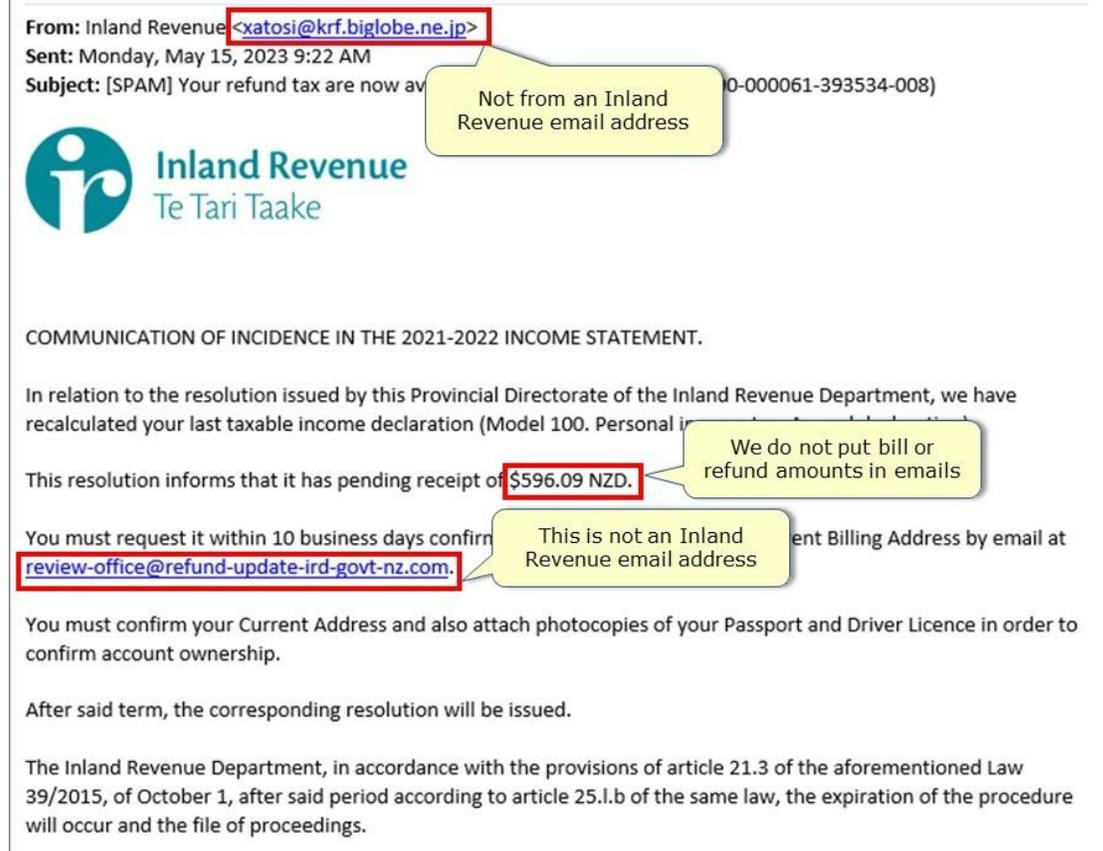 From: Inland Revenue <xatosi@krf.biglobe.ne.jp>
Sent: Monday, May 15, 2023 9:22 AM
Subject: [SPAM] Your refund tax are now av 0-000061-393534-008)
Not from an Inland
Revenue email address
ir
Inland Revenue
Te Tari Taake
COMMUNICATION OF INCIDENCE IN THE 2021-2022 INCOME STATEMENT.
In relation to the resolution issued by this Provincial Directorate of the Inland Revenue Department, we have
recalculated your last taxable income declaration (Model 100. Personal
We do not put bill or
refund amounts in emails
This resolution informs that it has pending receipt of $596.09 NZD.
You must request it within 10 business days confirm ent Billing Address by email at
This is not an Inland
Revenue email address
review-office@refund-update-ird-govt-nz.com.
You must confirm your Current Address and also attach photocopies of your Passport and Driver Licence in order to
confirm account ownership.
After said term, the corresponding resolution will be issued.
The Inland Revenue Department, in accordance with the provisions of article 21.3 of the aforementioned Law
39/2015, of October 1, after said period according to article 25.l.b of the same law, the expiration of the procedure
will occur and the file of proceedings.